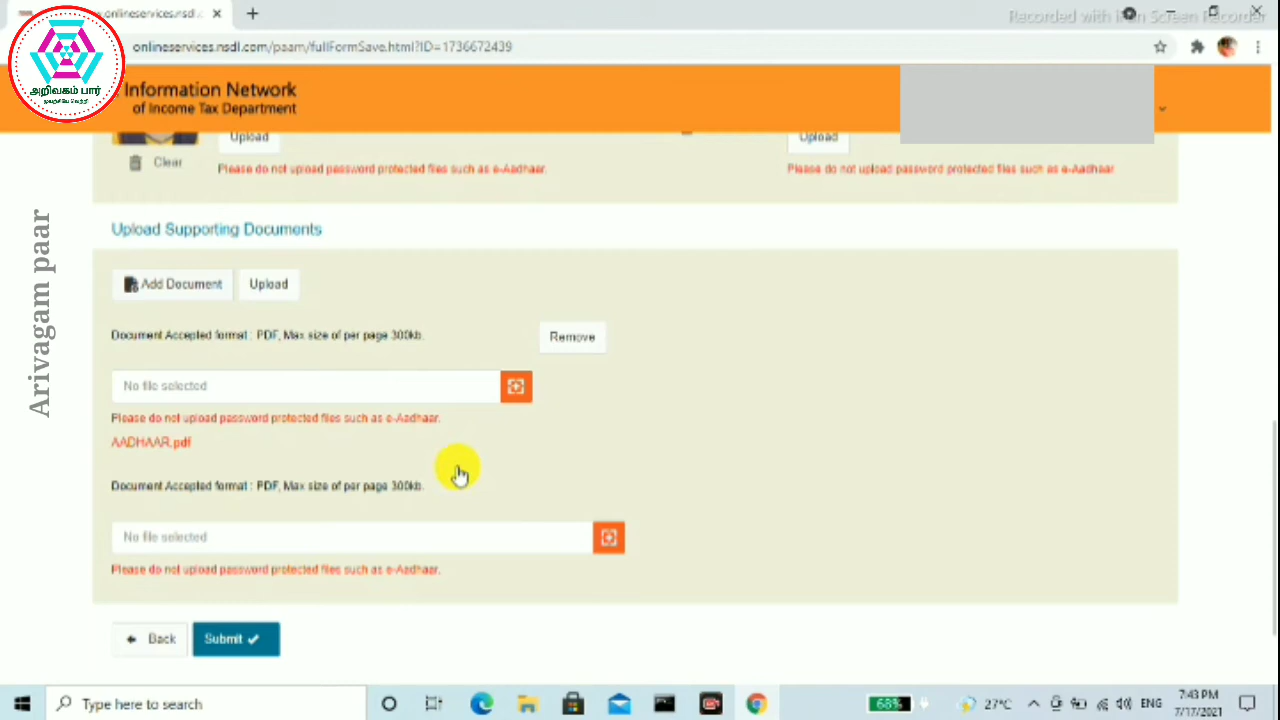 Recorded with iTop Screen Recorder
onlineservices.nsdl.c
onlineservices.nsdl.com/paam/fullFormSave.html?ID=1736672439
அறிவகம் பார்
முயற்சியே வெற்றி
Information Network
of Income Tax Department
Upload
Upload
Clear
Please do not upload password protected files such as e-Aadhaar.
Please do not upload password protected files such as e-Aadhaar
Arivagam paar
Upload Supporting Documents
Add Document
Upload
Document Accepted format : PDF, Max size of per page 300kb.
Remove
No file selected
Please do not upload password protected files such as e-Aadhaar.
AADHAAR.pdf
Document Accepted format : PDF, Max size of per page 300kb.
No file selected
Please do not upload password protected files such as e-Aadhaar.
Back
Submit
Type here to search
68%
27°C
ENG
7:43 PM
7/17/2021